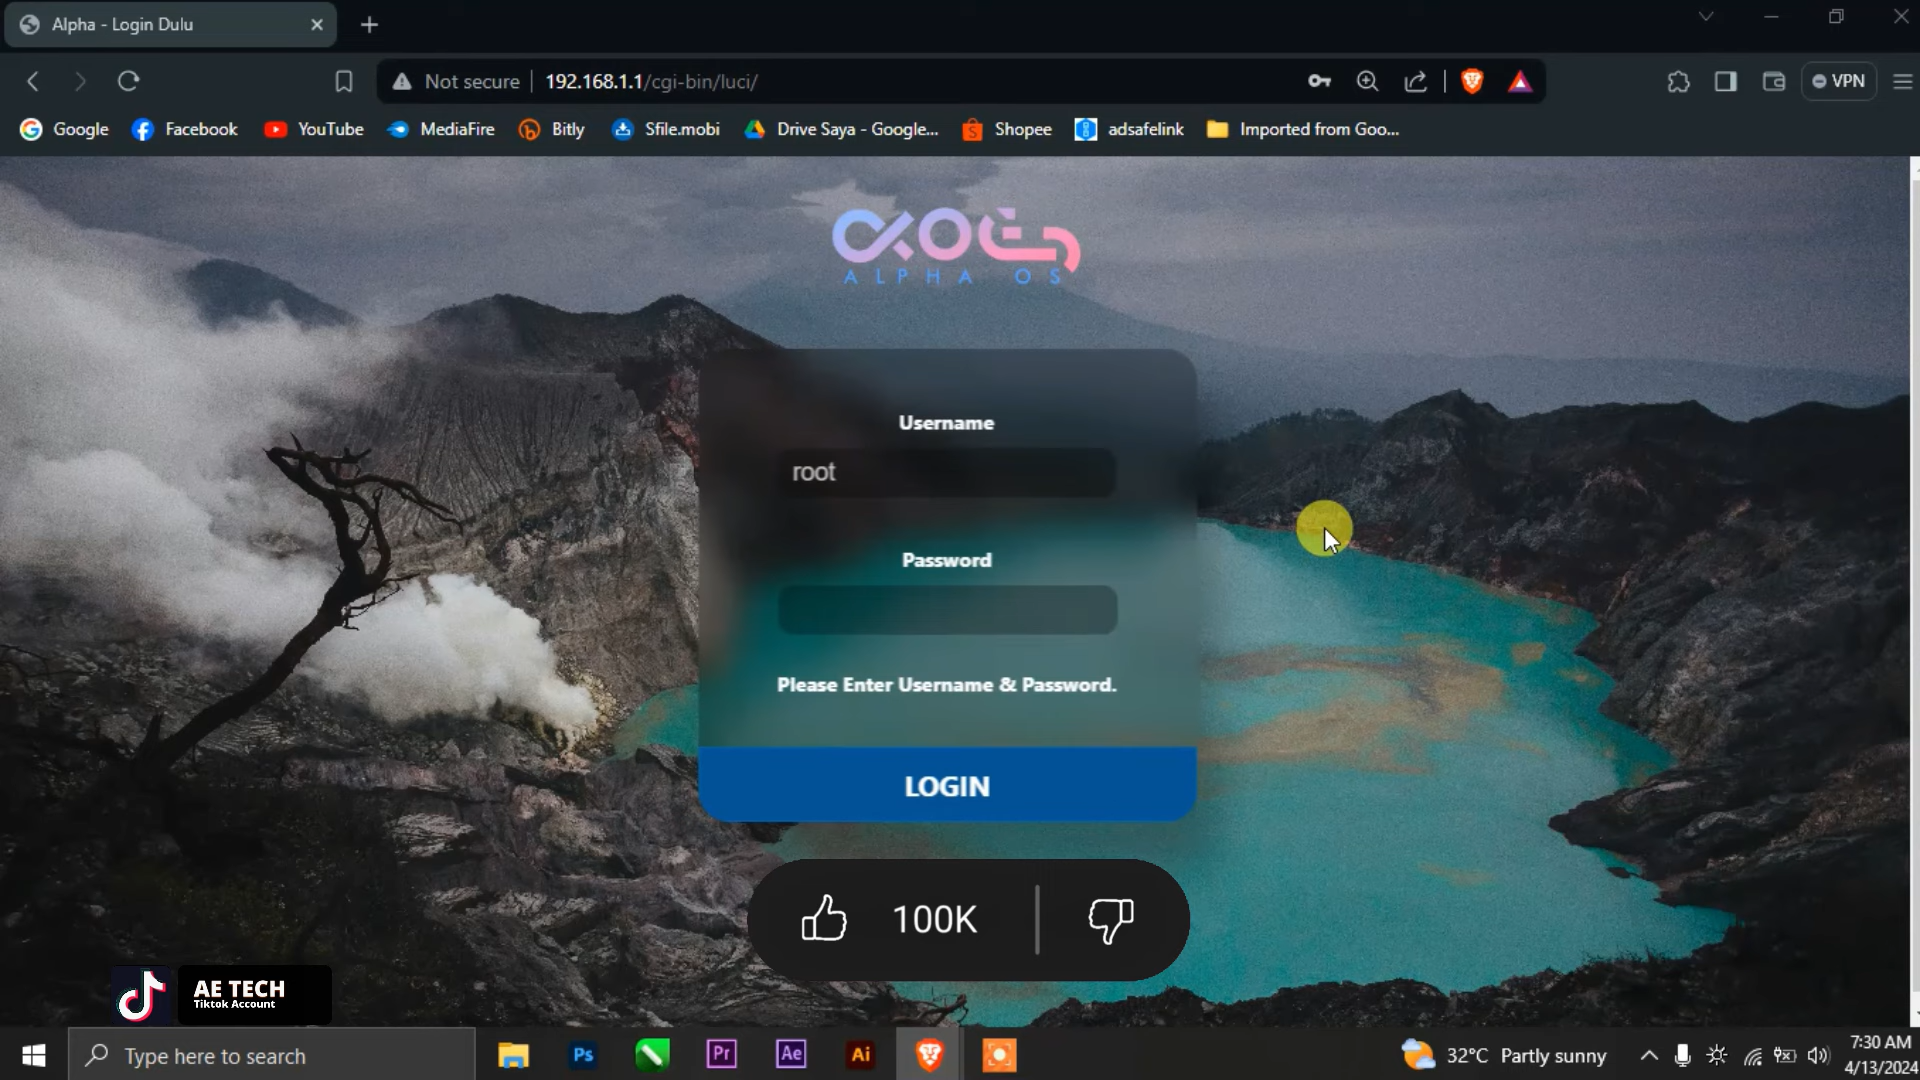 Alpha - Login Dulu
Not secure
192.168.1.1/cgi-bin/luci/
VPN
Google
Facebook
YouTube
MediaFire
Bitly
Sfile.mobi
Drive Saya - Google...
Shopee
adsafelink
Imported from Goo...
ALPHA OS
Username
root
Password
Please Enter Username & Password.
LOGIN
100K
AE TECH
Tiktok Account
Type here to search
Ps
Pr
Ae
Ai
32°C Partly sunny
7:30 AM
4/13/2024